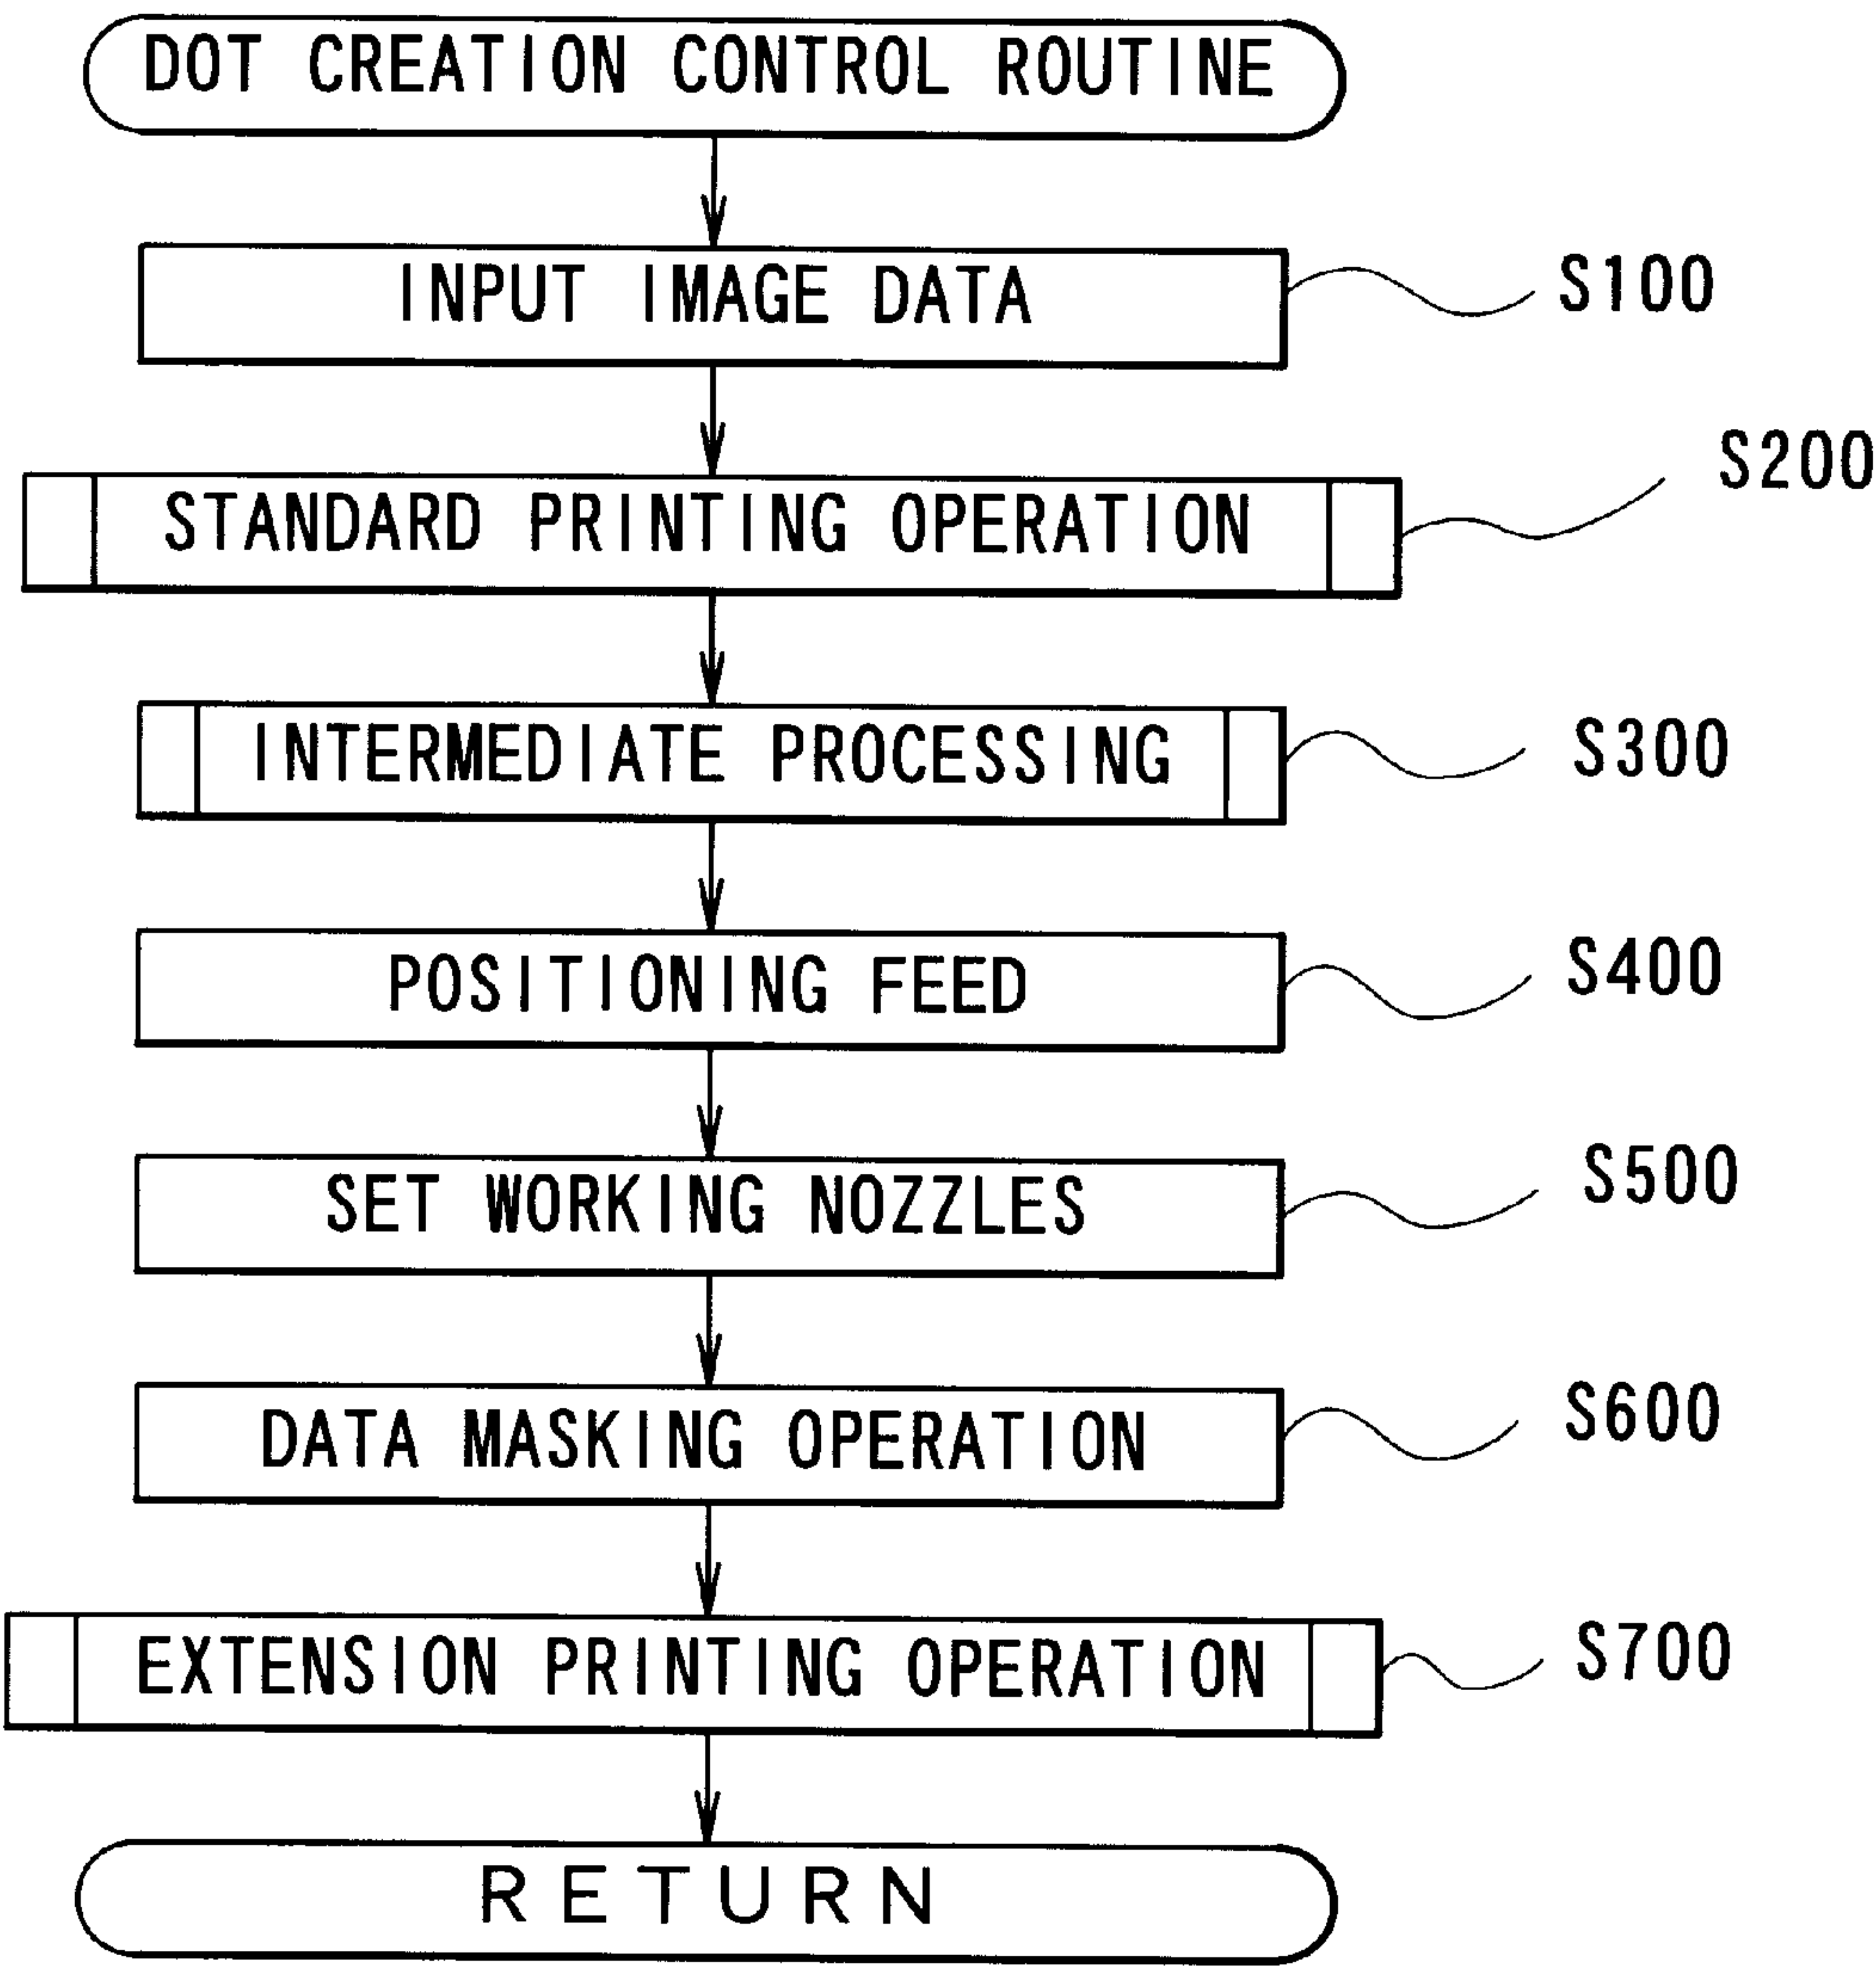 DOT CREATION CONTROL ROUTINE
INPUT IMAGE DATA
S100
STANDARD PRINTING OPERATION
S200
INTERMEDIATE PROCESSING
S300
POSITIONING FEED
S400
SET WORKING NOZZLES
S500
DATA MASKING OPERATION
S600
EXTENSION PRINTING OPERATION
S700
RETURN